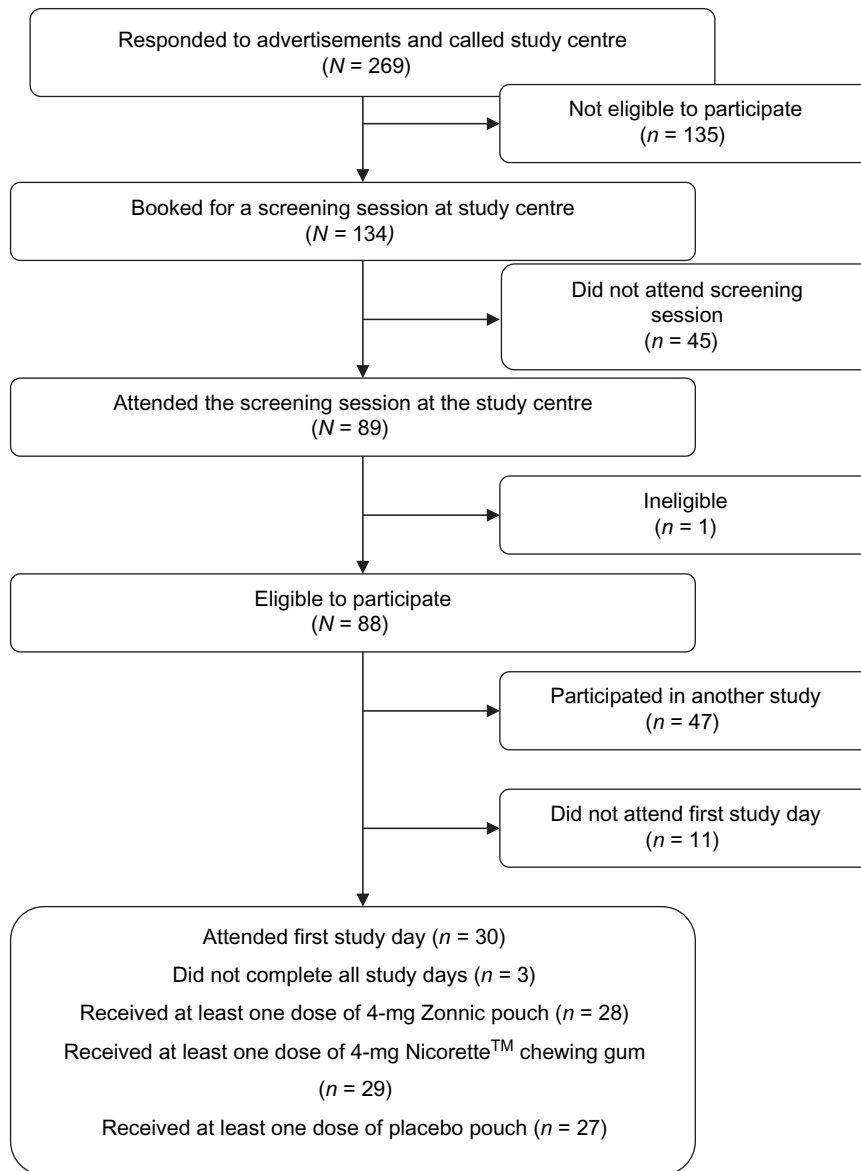 Responded to advertisements and called study centre
(N = 269)
Not eligible to participate
(n = 135)
Booked for a screening session at study centre
(N = 134)
Did not attend screening
session
(n = 45)
Attended the screening session at the study centre
(N = 89)
Ineligible
(n = 1)
Eligible to participate
(N = 88)
Participated in another study
(n = 47)
Did not attend first study day
(n = 11)
Attended first study day (n = 30)
Did not complete all study days (n = 3)
Received at least one dose of 4-mg Zonnic pouch (n = 28)
Received at least one dose of 4-mg Nicorette™ chewing gum
(n = 29)
Received at least one dose of placebo pouch (n = 27)